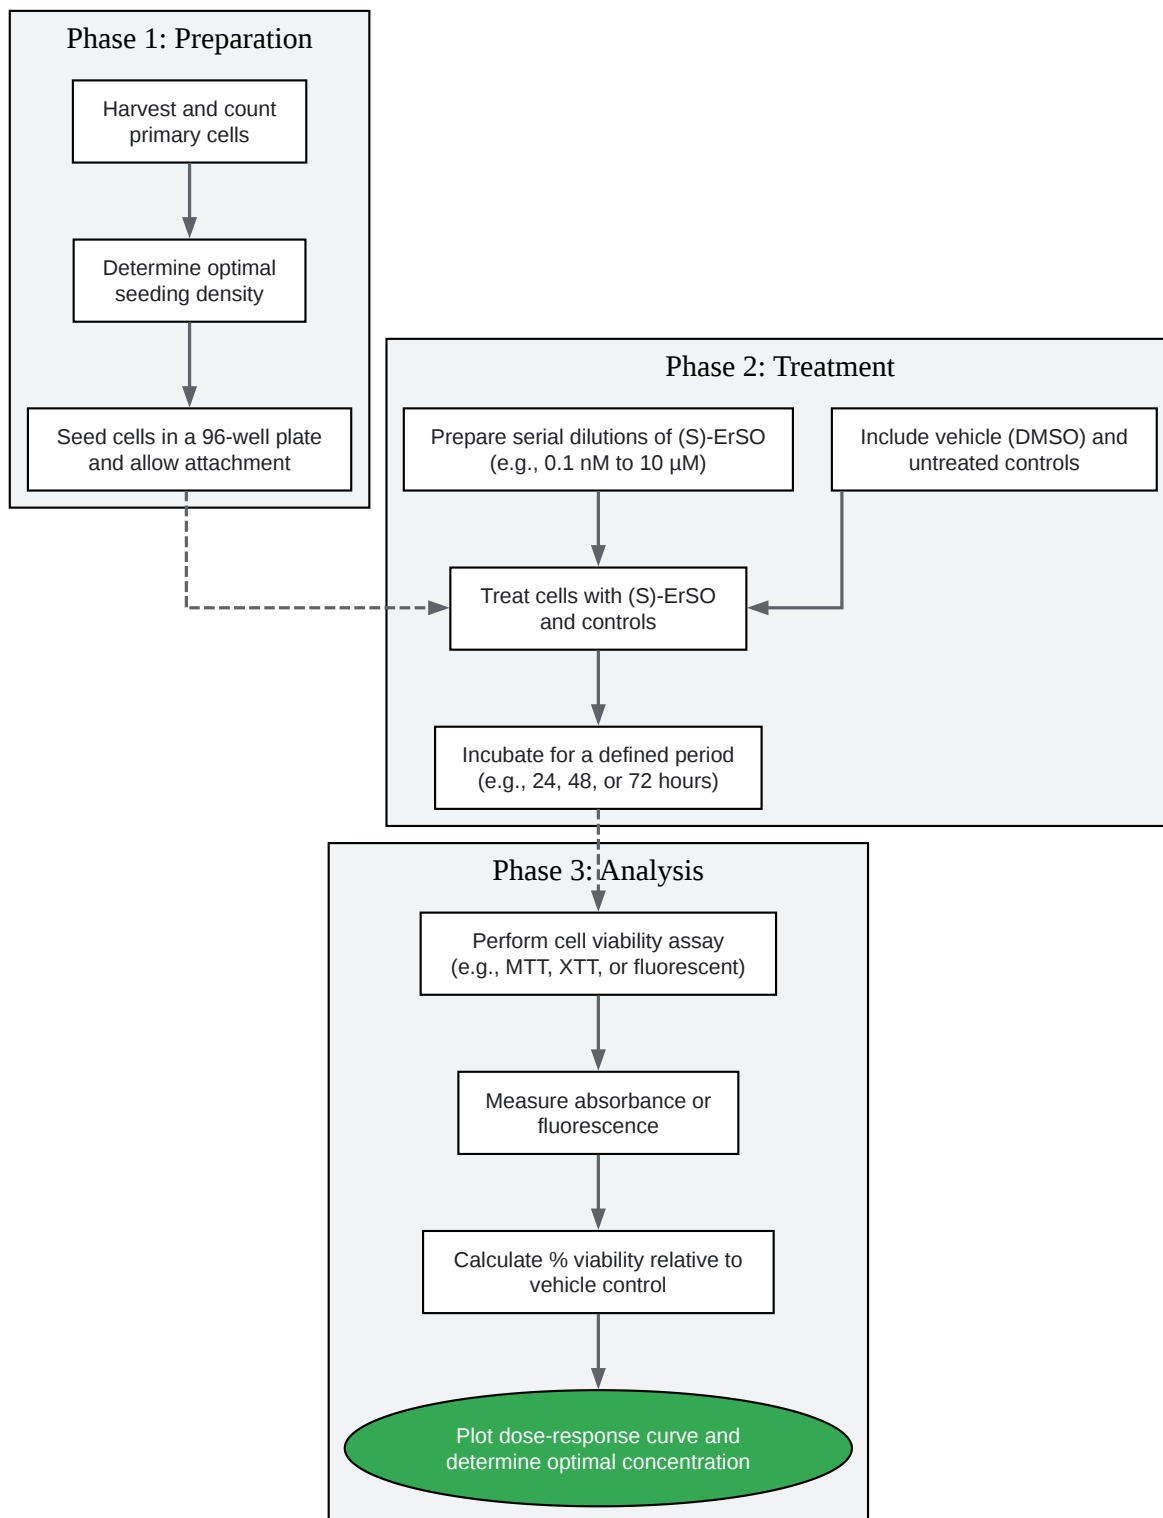 Phase 1: Preparation
Harvest and count
primary cells
Determine optimal
seeding density
Seed cells in a 96-well plate
and allow attachment
Phase 2: Treatment
Prepare serial dilutions of (S)-ErSO
(e.g., 0.1 nM to 10 µM)
Include vehicle (DMSO) and
untreated controls
Treat cells with (S)-ErSO
and controls
Incubate for a defined period
(e.g., 24, 48, or 72 hours)
Phase 3: Analysis
Perform cell viability assay
(e.g., MTT, XTT, or fluorescent)
Measure absorbance or
fluorescence
Calculate % viability relative to
vehicle control
Plot dose-response curve and
determine optimal concentration